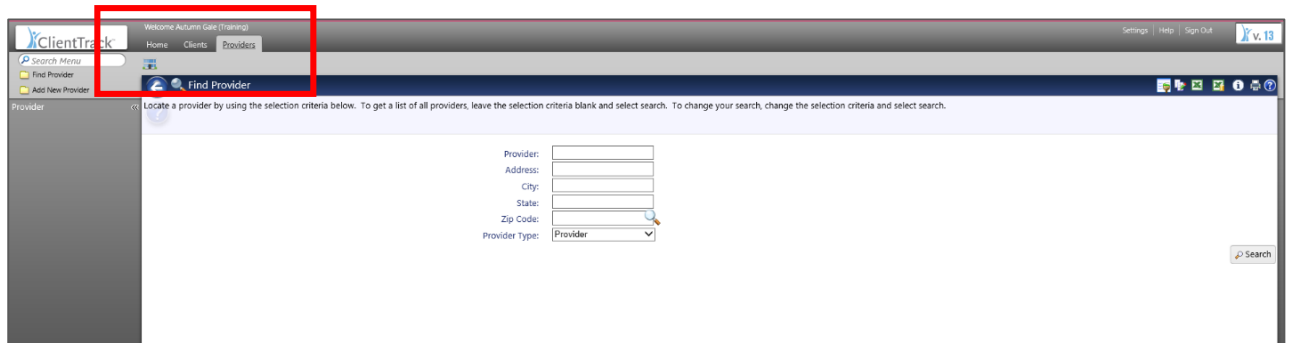 Welcome Autumn Gale (Training)
Settings | Help | Sign Out
ClientTrack
v. 13
Home Clients Providers
Search Menu
Find Provider
Add New Provider
Find Provider
Provider
Locate a provider by using the selection criteria below. To get a list of all providers, leave the selection criteria blank and select search. To change your search, change the selection criteria and select search.
Provider:
Address:
City:
State:
Zip Code:
Provider Type: Provider
Search